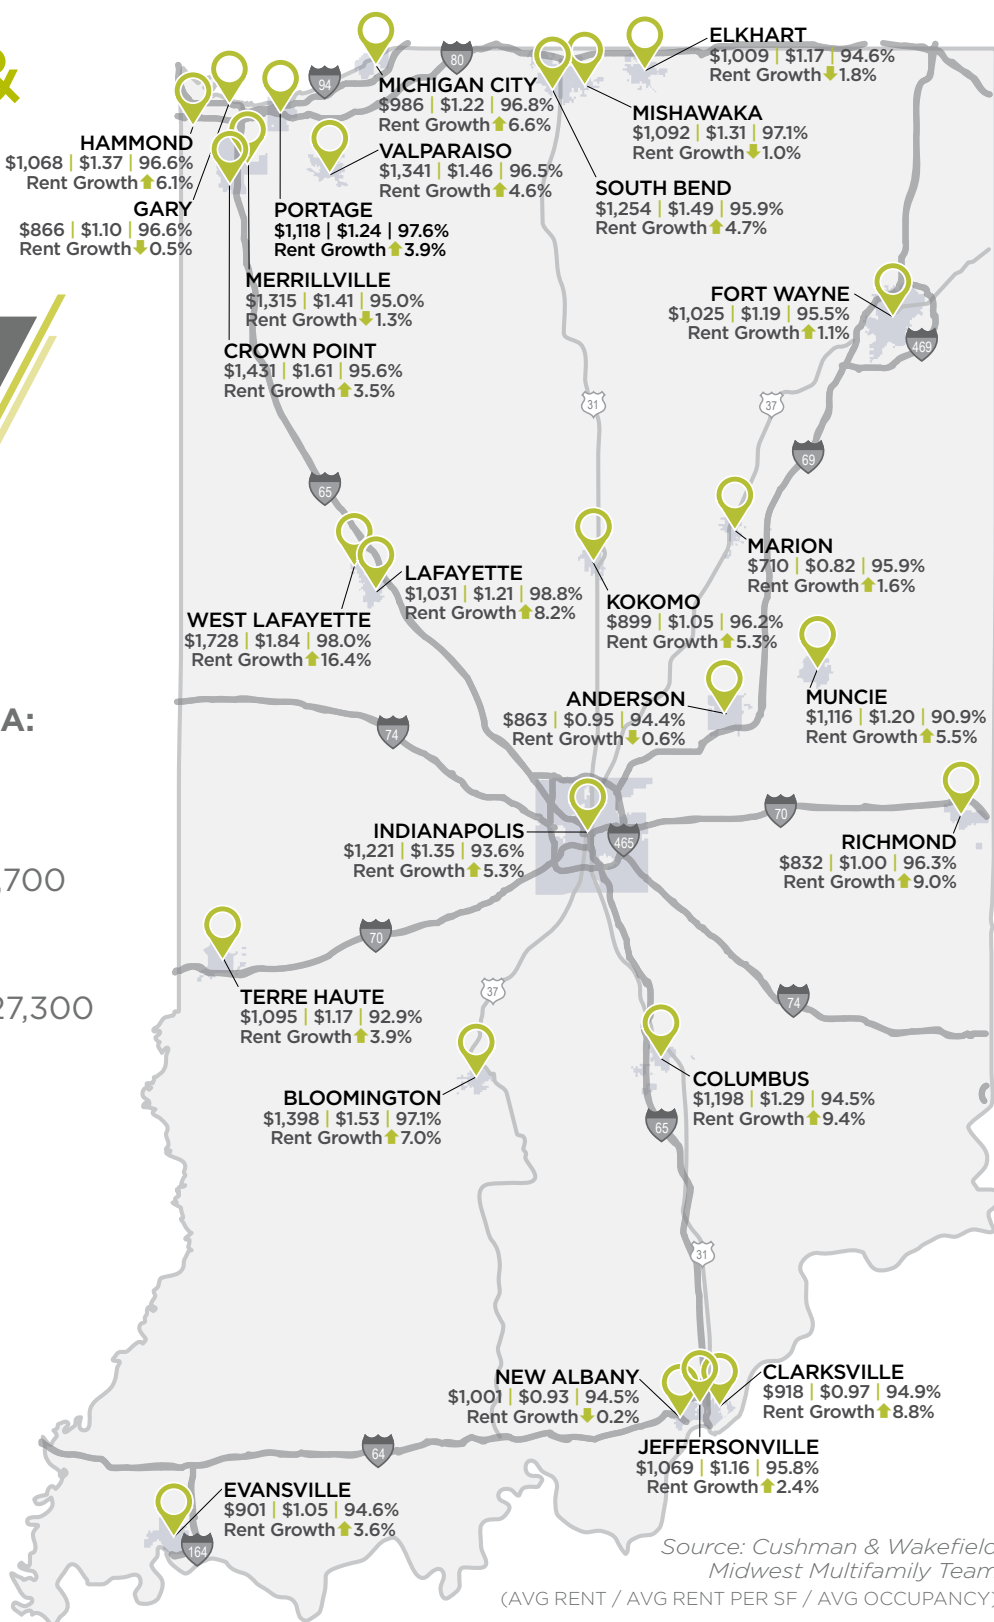 &
94
80
ELKHART
$1,009 | $1.17 | 94.6%
Rent Growth 1.8%
MICHIGAN CITY
$986 | $1.22 | 96.8%
Rent Growth 6.6%
MISHAWAKA
$1,092 | $1.31 | 97.1%
Rent Growth 1.0%
HAMMOND
$1,068 | $1.37 | 96.6%
Rent Growth 6.1%
VALPARAISO
$1,341 | $1.46 | 96.5%
Rent Growth 4.6%
SOUTH BEND
$1,254 | $1.49 | 95.9%
Rent Growth 4.7%
GARY
$866 | $1.10 | 96.6%
Rent Growth 0.5%
PORTAGE
$1,118 | $1.24 | 97.6%
Rent Growth 3.9%
MERRILLVILLE
$1,315 | $1.41 | 95.0%
Rent Growth 1.3%
FORT WAYNE
$1,025 | $1.19 | 95.5%
Rent Growth 1.1%
469
CROWN POINT
$1,431 | $1.61 | 95.6%
Rent Growth 3.5%
31
37
69
65
MARION
$710 | $0.82 | 95.9%
Rent Growth 1.6%
LAFAYETTE
$1,031 | $1.21 | 98.8%
Rent Growth 8.2%
KOKOMO
$899 | $1.05 | 96.2%
Rent Growth 5.3%
WEST LAFAYETTE
$1,728 | $1.84 | 98.0%
Rent Growth 16.4%
ANDERSON
$863 | $0.95 | 94.4%
Rent Growth 0.6%
MUNCIE
$1,116 | $1.20 | 90.9%
Rent Growth 5.5%
A:
74
70
INDIANAPOLIS
$1,221 | $1.35 | 93.6%
Rent Growth 5.3%
465
RICHMOND
$832 | $1.00 | 96.3%
Rent Growth 9.0%
,700
70
TERRE HAUTE
$1,095 | $1.17 | 92.9%
Rent Growth 3.9%
27,300
37
74
BLOOMINGTON
$1,398 | $1.53 | 97.1%
Rent Growth 7.0%
COLUMBUS
$1,198 | $1.29 | 94.5%
Rent Growth 9.4%
65
31
NEW ALBANY
$1,001 | $0.93 | 94.5%
Rent Growth 0.2%
CLARKSVILLE
$918 | $0.97 | 94.9%
Rent Growth 8.8%
JEFFERSONVILLE
$1,069 | $1.16 | 95.8%
Rent Growth 2.4%
64
EVANSVILLE
$901 | $1.05 | 94.6%
Rent Growth 3.6%
164
Source: Cushman & Wakefield
Midwest Multifamily Team
(AVG RENT / AVG RENT PER SF / AVG OCCUPANCY)